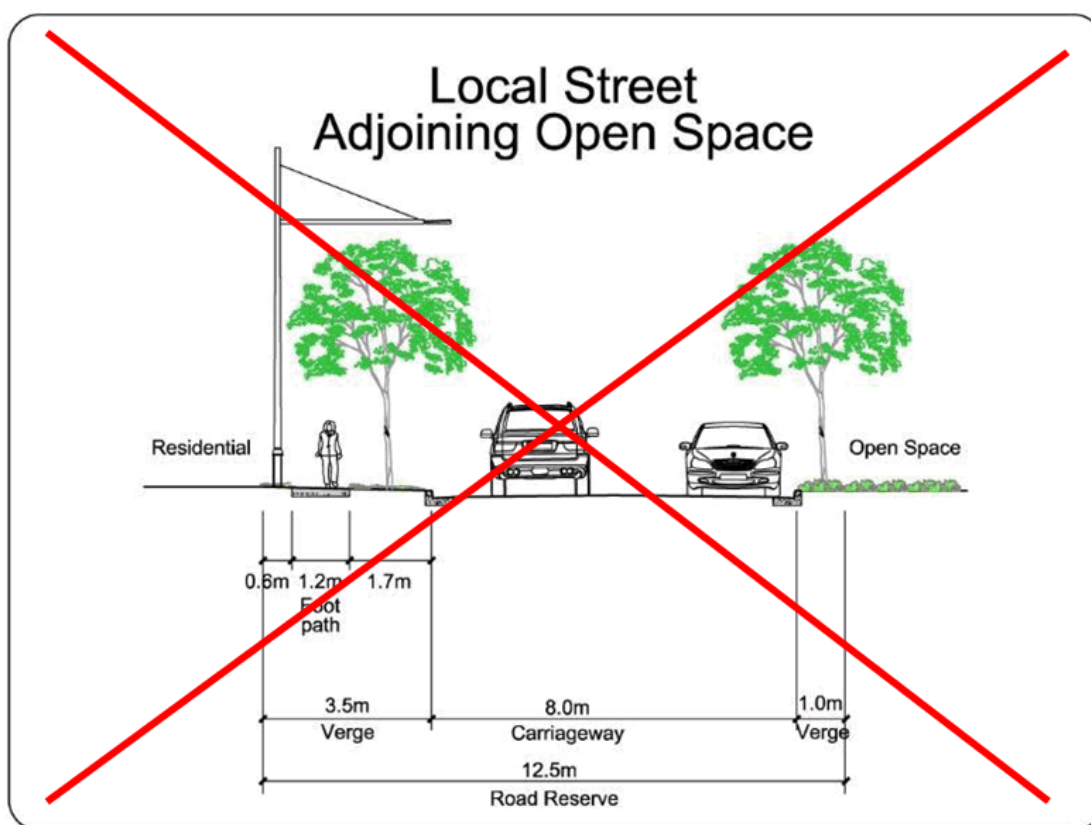 Local Street
Adjoining Open Space
Residential
Open Space
0.6m 1.2m 1.7m
Foot
path
3.5m 8.0m 1.0m
Verge Carriageway Verge
12.5m
Road Reserve